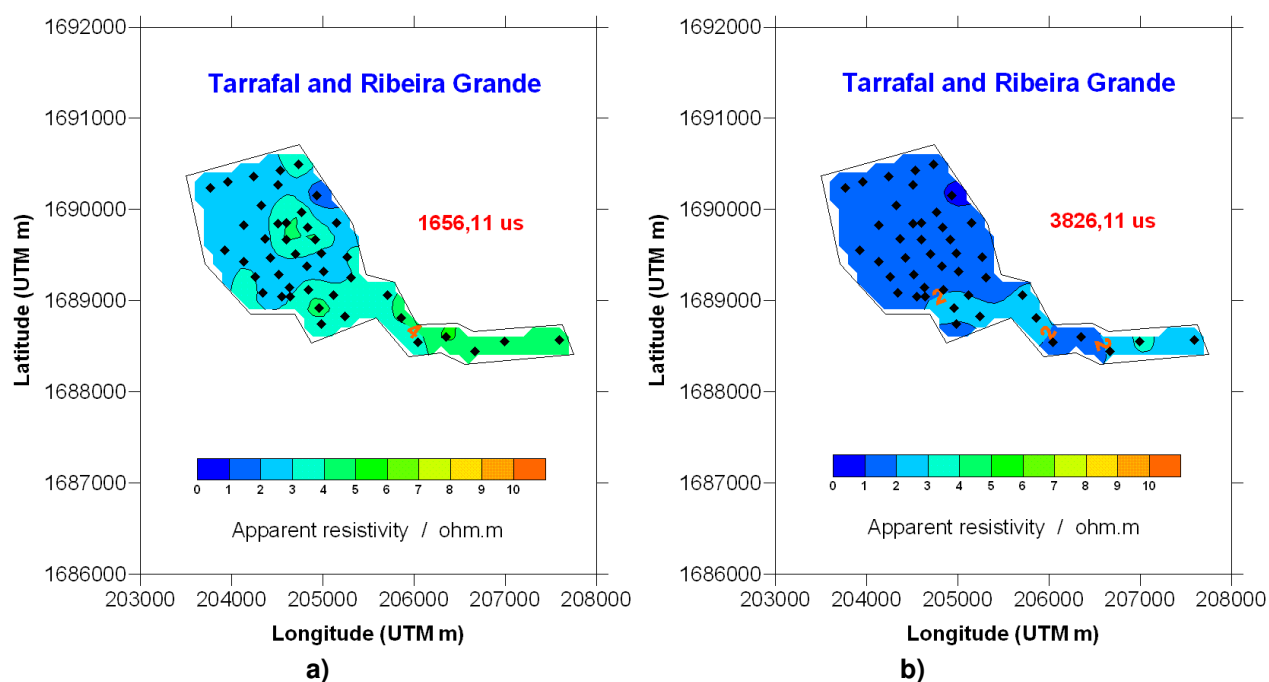 1692000
Tarrafal and Ribeira Grande
1691000
1690000
1656,11 us
1689000
4
1688000
1687000
0 1 2 3 4 5 6 7 8 9 10
Apparent resistivity / ohm.m
1686000
203000 204000 205000 206000 207000 208000
Latitude (UTM m)
Longitude (UTM m)
a)
1692000
Tarrafal and Ribeira Grande
1691000
1690000
3826,11 us
1689000
2
2
2
1688000
1687000
0 1 2 3 4 5 6 7 8 9 10
Apparent resistivity / ohm.m
1686000
203000 204000 205000 206000 207000 208000
Latitude (UTM m)
Longitude (UTM m)
b)